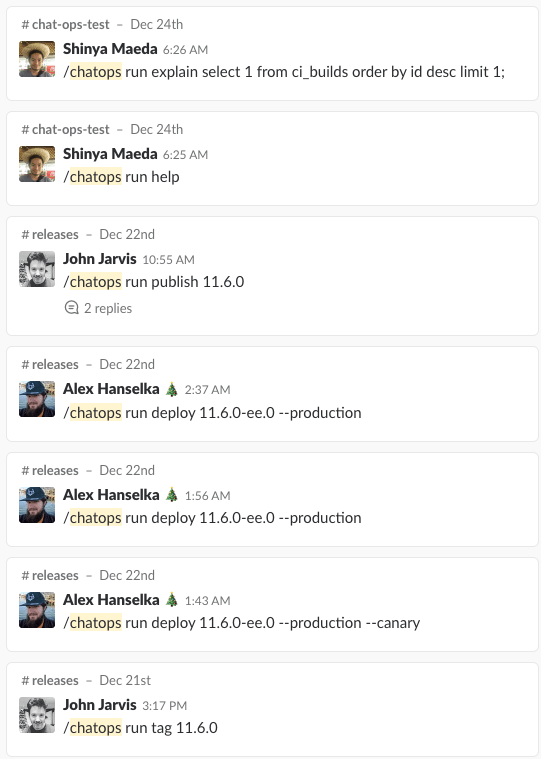 # chat-ops-test – Dec 24th
Shinya Maeda 6:26 AM
/chatops run explain select 1 from ci_builds order by id desc limit 1;
# chat-ops-test – Dec 24th
Shinya Maeda 6:25 AM
/chatops run help
# releases – Dec 22nd
John Jarvis 10:55 AM
/chatops run publish 11.6.0
2 replies
# releases – Dec 22nd
Alex Hanselka 🎄 2:37 AM
/chatops run deploy 11.6.0-ee.0 --production
# releases – Dec 22nd
Alex Hanselka 🎄 1:56 AM
/chatops run deploy 11.6.0-ee.0 --production
# releases – Dec 22nd
Alex Hanselka 🎄 1:43 AM
/chatops run deploy 11.6.0-ee.0 --production --canary
# releases – Dec 21st
John Jarvis 3:17 PM
/chatops run tag 11.6.0